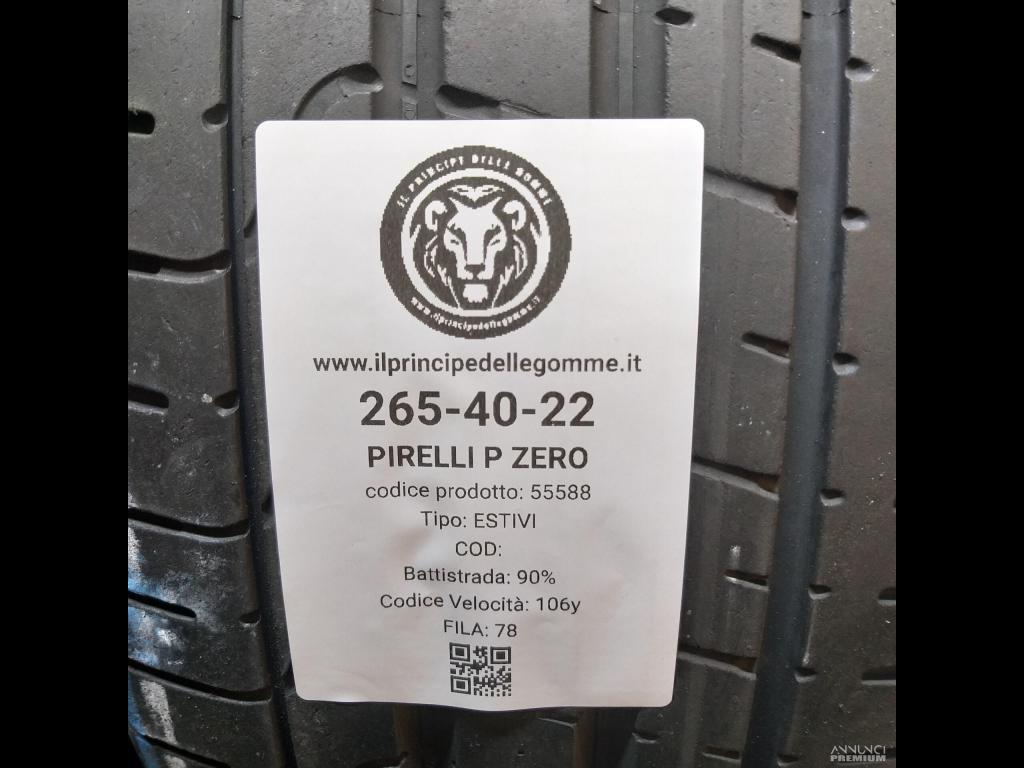 IL PRINCIPE DELLE GOMME
www.ilprincipedellegomme.it
www.ilprincipedellegomme.it
265-40-22
PIRELLI P ZERO
codice prodotto: 55588
Tipo: ESTIVI
COD:
Battistrada: 90%
Codice Velocità: 106y
FILA: 78
ANNUNCI
PREMIUM